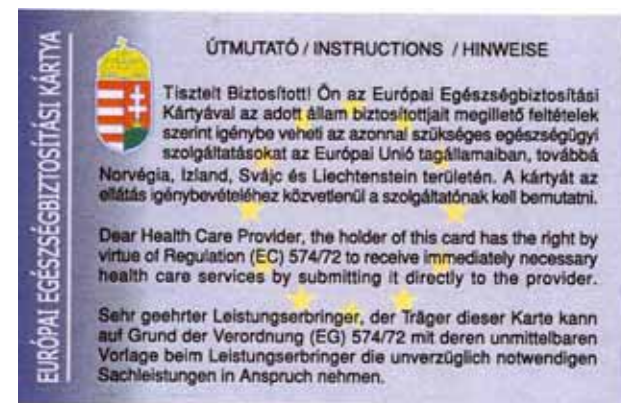 EURÓPAI EGÉSZSÉGBIZTOSÍTÁSI KÁRTYA
ÚTMUTATÓ / INSTRUCTIONS / HINWEISE
Tisztelt Biztosított! Ön az Európai Egészségbiztosítási
Kártyával az adott állam biztosítottjait megillető feltételek
szerint igénybe veheti az azonnal szükséges egészségügyi
szolgáltatásokat az Európai Unió tagállamaiban, továbbá
Norvégia, Izland, Svájc és Liechtenstein területén. A kártyát az
ellátás igénybevételéhez közvetlenül a szolgáltatónak kell bemutatni.
Dear Health Care Provider, the holder of this card has the right by
virtue of Regulation (EC) 574/72 to receive immediately necessary
health care services by submitting it directly to the provider.
Sehr geehrter Leistungserbringer, der Träger dieser Karte kann
auf Grund der Verordnung (EG) 574/72 mit deren unmittelbaren
Vorlage beim Leistungserbringer die unverzüglich notwendigen
Sachleistungen in Anspruch nehmen.